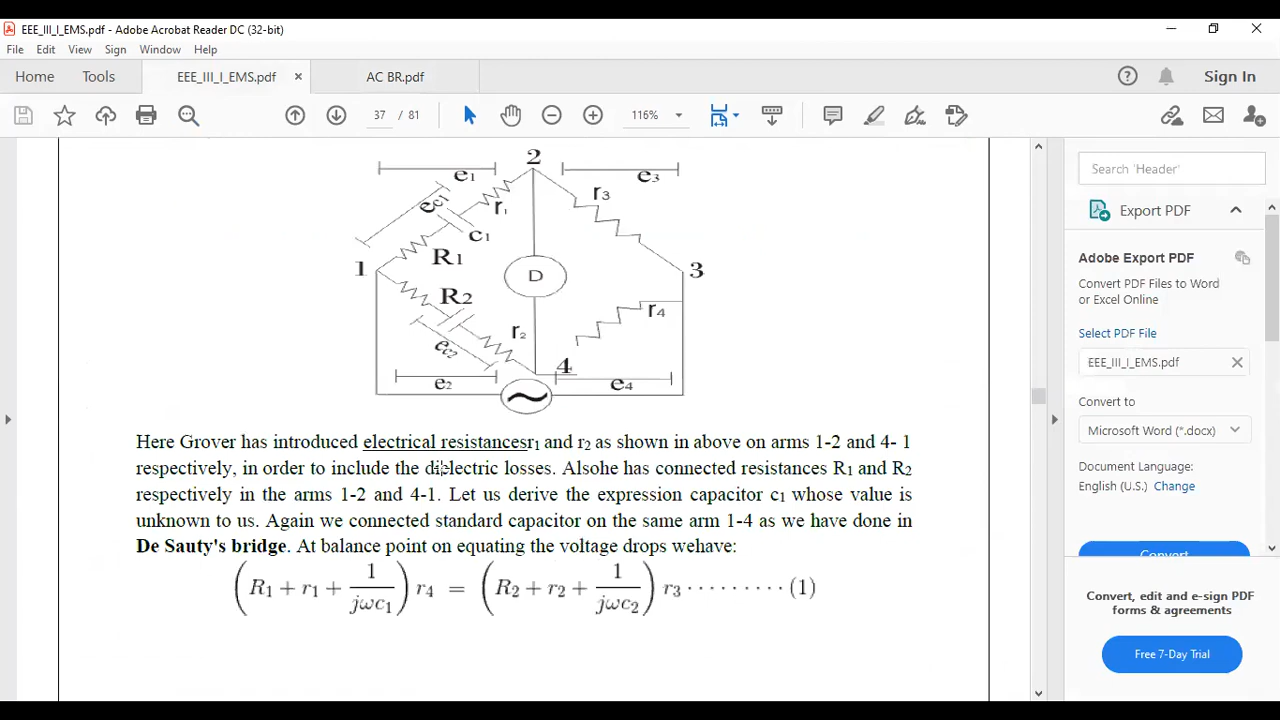 EEE_III_I_EMS.pdf - Adobe Acrobat Reader DC (32-bit)
File Edit View Sign Window Help
Home Tools EEE_III_I_EMS.pdf × AC BR.pdf Sign In
37 / 81 116%
2
e1 e3
eC1 r1 r3
c1
R1
1 D 3
R2
r2 r4
eC2
4
e2 e4
Here Grover has introduced electrical resistancesr1 and r2 as shown in above on arms 1-2 and 4- 1
respectively, in order to include the dielectric losses. Alsohe has connected resistances R1 and R2
respectively in the arms 1-2 and 4-1. Let us derive the expression capacitor c1 whose value is
unknown to us. Again we connected standard capacitor on the same arm 1-4 as we have done in
De Sauty's bridge. At balance point on equating the voltage drops wehave:
(R1 + r1 + 1/jωc1) r4 = (R2 + r2 + 1/jωc2) r3 · · · · · · · · · (1)
Search 'Header'
Export PDF
Adobe Export PDF
Convert PDF Files to Word
or Excel Online
Select PDF File
EEE_III_I_EMS.pdf
Convert to
Microsoft Word (*.docx)
Document Language:
English (U.S.) Change
Convert
Convert, edit and e-sign PDF
forms & agreements
Free 7-Day Trial